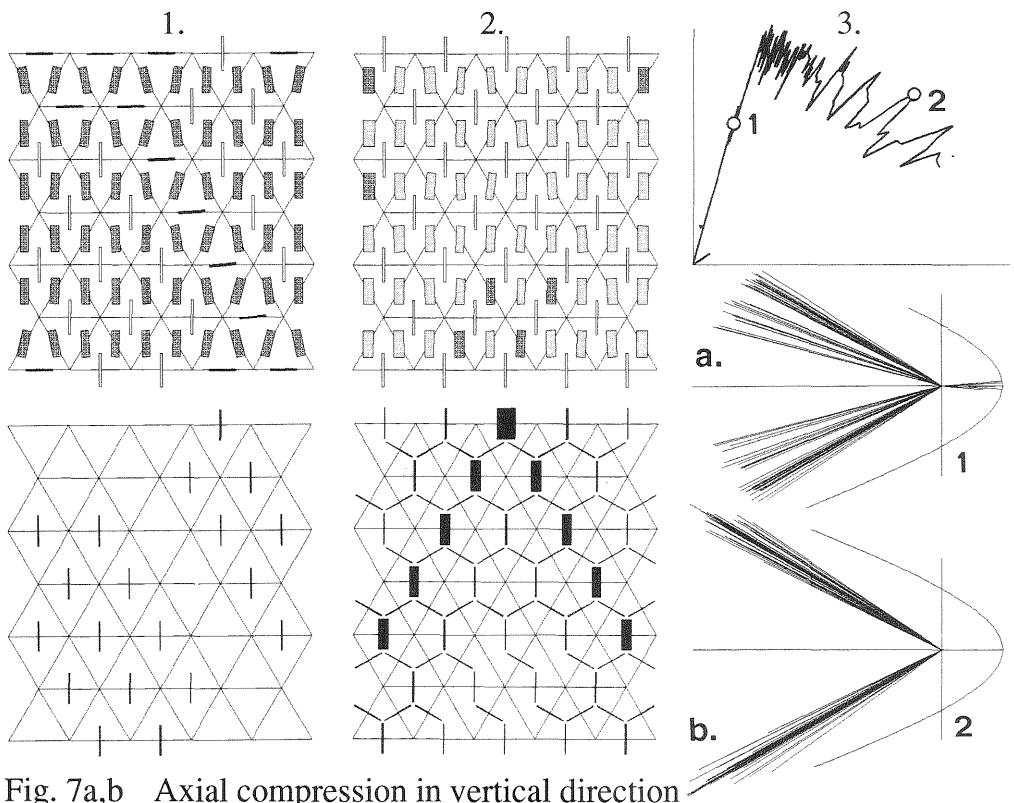 1.
2.
3.
1
2
a.
1
b.
2
Fig. 7a,b Axial compression in vertical direction